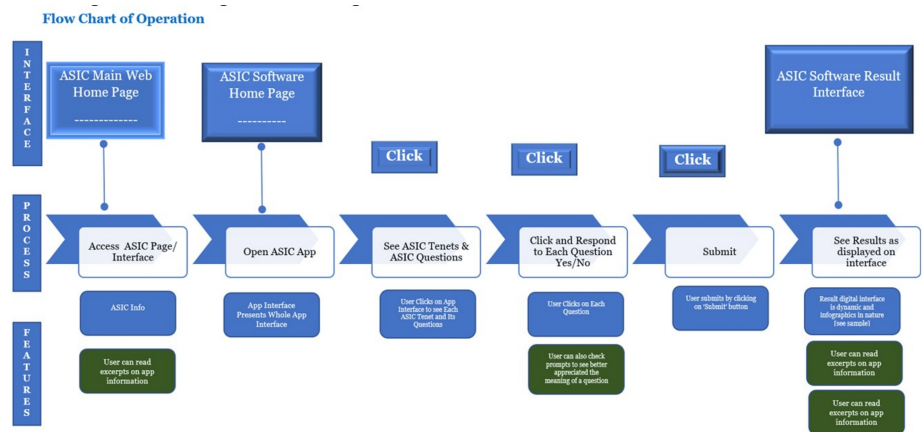 Flow Chart of Operation
INTERFACE
ASIC Main Web
Home Page
-------------
ASIC Software
Home Page
----------
Click
Click
Click
ASIC Software Result
Interface
PROCESS
Access ASIC Page/
Interface
Open ASIC App
See ASIC Tenets &
ASIC Questions
Click and Respond
to Each Question
Yes/No
Submit
See Results as
displayed on
interface
FEATURES
ASIC Info
User can read
excerpts on app
information
App Interface
Presents Whole App
Interface
User Clicks on App
Interface to see Each
ASIC Tenet and Its
Questions
User Clicks on Each
Question
User can also check
prompts to see better
appreciated the
meaning of a question
User submits by clicking
on 'Submit' button
Result digital interface
is dynamic and
infographics in nature
[see sample]
User can read
excerpts on app
information
User can read
excerpts on app
information